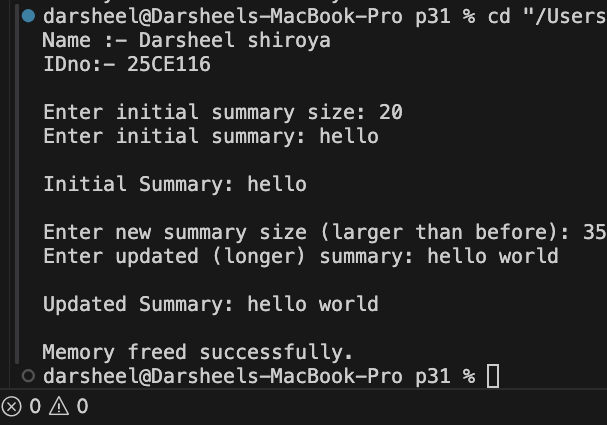 darsheel@Darsheels-MacBook-Pro p31 % cd "/Users
Name :- Darsheel shiroya
IDno:- 25CE116
Enter initial summary size: 20
Enter initial summary: hello
Initial Summary: hello
Enter new summary size (larger than before): 35
Enter updated (longer) summary: hello world
Updated Summary: hello world
Memory freed successfully.
darsheel@Darsheels-MacBook-Pro p31 %
0 0